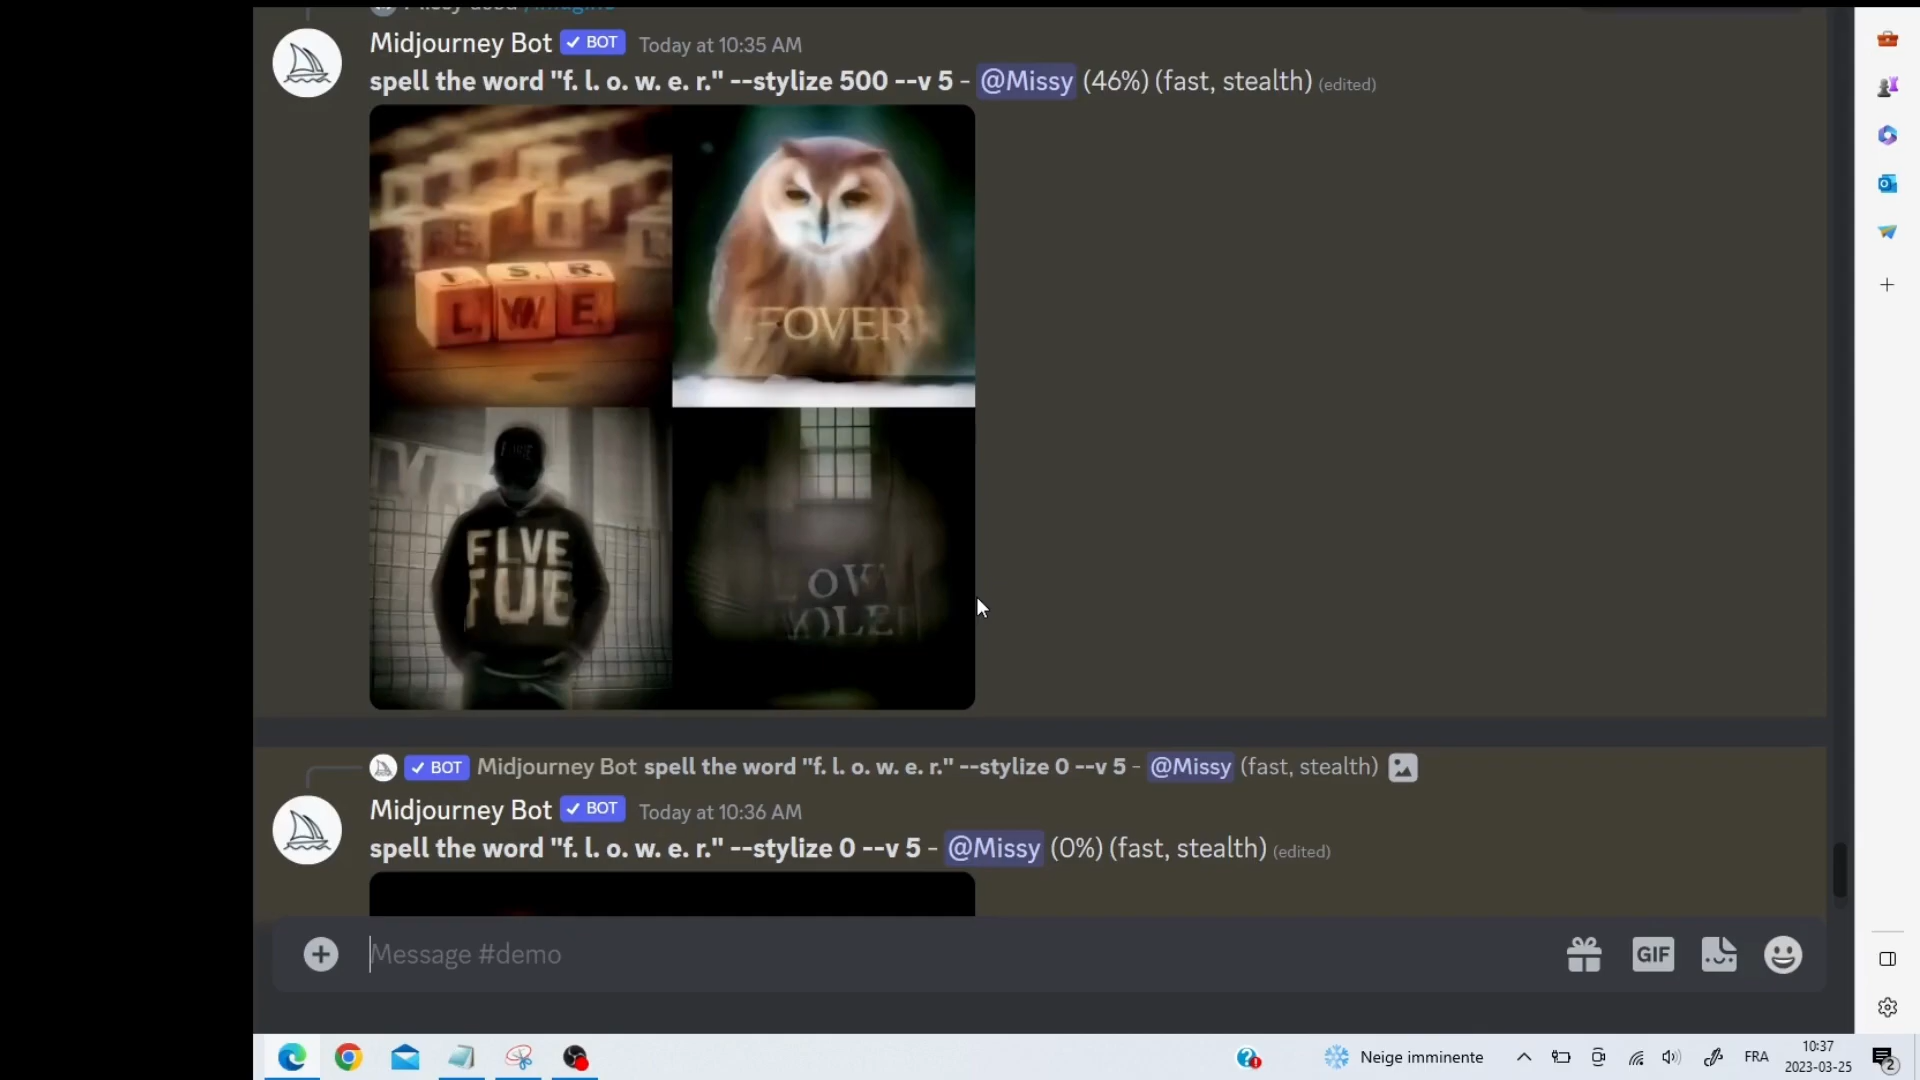 Midjourney Bot BOT Today at 10:35 AM
spell the word "f. l. o. w. e. r." --stylize 500 --v 5 - @Missy (46%) (fast, stealth) (edited)
L W E
FOVER
FLVE
FUE
OW
Midjourney Bot spell the word "f. l. o. w. e. r." --stylize 0 --v 5 - @Missy (fast, stealth)
Midjourney Bot BOT Today at 10:36 AM
spell the word "f. l. o. w. e. r." --stylize 0 --v 5 - @Missy (0%) (fast, stealth) (edited)
Message #demo
GIF
Neige imminente
FRA
10:37
2023-03-25
2